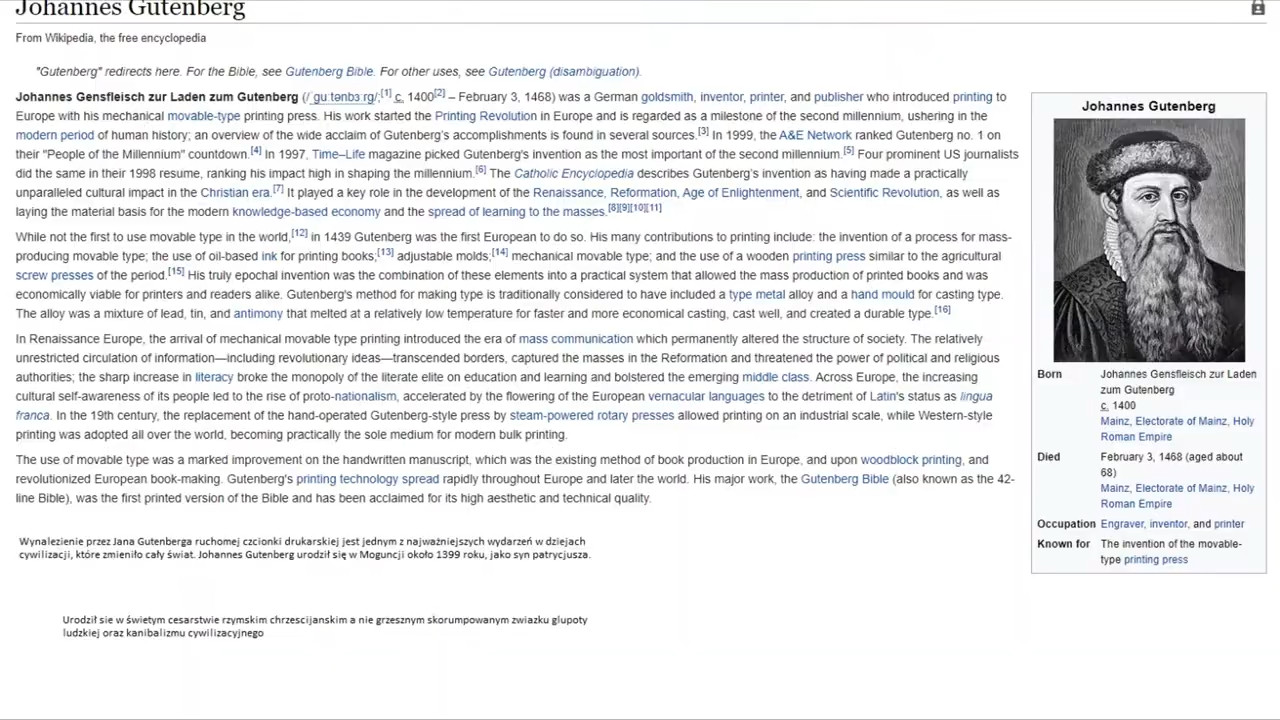 Johannes Gutenberg
From Wikipedia, the free encyclopedia
"Gutenberg" redirects here. For the Bible, see Gutenberg Bible. For other uses, see Gutenberg (disambiguation).
Johannes Gensfleisch zur Laden zum Gutenberg (/ˈɡuːtənbɜːrɡ/;[1] c. 1400[2] – February 3, 1468) was a German goldsmith, inventor, printer, and publisher who introduced printing to
Europe with his mechanical movable-type printing press. His work started the Printing Revolution in Europe and is regarded as a milestone of the second millennium, ushering in the
modern period of human history; an overview of the wide acclaim of Gutenberg's accomplishments is found in several sources.[3] In 1999, the A&E Network ranked Gutenberg no. 1 on
their "People of the Millennium" countdown.[4] In 1997, Time–Life magazine picked Gutenberg's invention as the most important of the second millennium.[5] Four prominent US journalists
did the same in their 1998 resume, ranking his impact high in shaping the millennium.[6] The Catholic Encyclopedia describes Gutenberg's invention as having made a practically
unparalleled cultural impact in the Christian era.[7] It played a key role in the development of the Renaissance, Reformation, Age of Enlightenment, and Scientific Revolution, as well as
laying the material basis for the modern knowledge-based economy and the spread of learning to the masses.[8][9][10][11]
While not the first to use movable type in the world,[12] in 1439 Gutenberg was the first European to do so. His many contributions to printing include: the invention of a process for mass-
producing movable type; the use of oil-based ink for printing books;[13] adjustable molds;[14] mechanical movable type; and the use of a wooden printing press similar to the agricultural
screw presses of the period.[15] His truly epochal invention was the combination of these elements into a practical system that allowed the mass production of printed books and was
economically viable for printers and readers alike. Gutenberg's method for making type is traditionally considered to have included a type metal alloy and a hand mould for casting type.
The alloy was a mixture of lead, tin, and antimony that melted at a relatively low temperature for faster and more economical casting, cast well, and created a durable type.[16]
In Renaissance Europe, the arrival of mechanical movable type printing introduced the era of mass communication which permanently altered the structure of society. The relatively
unrestricted circulation of information—including revolutionary ideas—transcended borders, captured the masses in the Reformation and threatened the power of political and religious
authorities; the sharp increase in literacy broke the monopoly of the literate elite on education and learning and bolstered the emerging middle class. Across Europe, the increasing
cultural self-awareness of its people led to the rise of proto-nationalism, accelerated by the flowering of the European vernacular languages to the detriment of Latin's status as lingua
franca. In the 19th century, the replacement of the hand-operated Gutenberg-style press by steam-powered rotary presses allowed printing on an industrial scale, while Western-style
printing was adopted all over the world, becoming practically the sole medium for modern bulk printing.
The use of movable type was a marked improvement on the handwritten manuscript, which was the existing method of book production in Europe, and upon woodblock printing, and
revolutionized European book-making. Gutenberg's printing technology spread rapidly throughout Europe and later the world. His major work, the Gutenberg Bible (also known as the 42-
line Bible), was the first printed version of the Bible and has been acclaimed for its high aesthetic and technical quality.
Wynalezienie przez Jana Gutenberga ruchomej czcionki drukarskiej jest jednym z najważniejszych wydarzeń w dziejach
cywilizacji, które zmieniło cały świat. Johannes Gutenberg urodził się w Moguncji około 1399 roku, jako syn patrycjusza.
Urodził sie w świetym cesarstwie rzymskim chrzescijanskim a nie grzesznym skorumpowanym zwiazku glupoty
ludzkiej oraz kanibalizmu cywilizacyjnego
Johannes Gutenberg
Born Johannes Gensfleisch zur Laden
zum Gutenberg
c. 1400
Mainz, Electorate of Mainz, Holy
Roman Empire
Died February 3, 1468 (aged about
68)
Mainz, Electorate of Mainz, Holy
Roman Empire
Occupation Engraver, inventor, and printer
Known for The invention of the movable-
type printing press